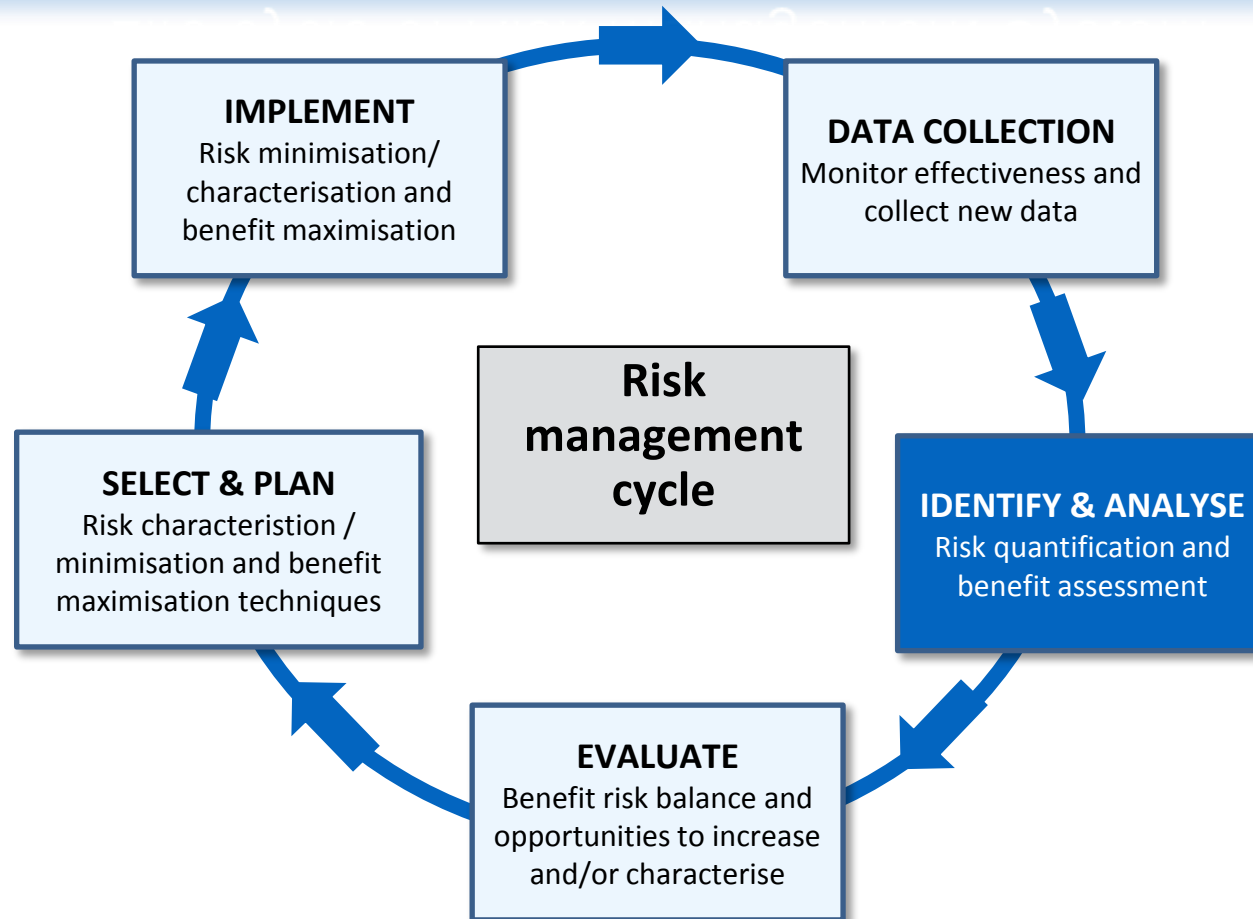 IMPLEMENT
Risk minimisation/
characterisation and
benefit maximisation
DATA COLLECTION
Monitor effectiveness and
collect new data
Risk
management
cycle
SELECT & PLAN
Risk characteristion /
minimisation and benefit
maximisation techniques
IDENTIFY & ANALYSE
Risk quantification and
benefit assessment
EVALUATE
Benefit risk balance and
opportunities to increase
and/or characterise